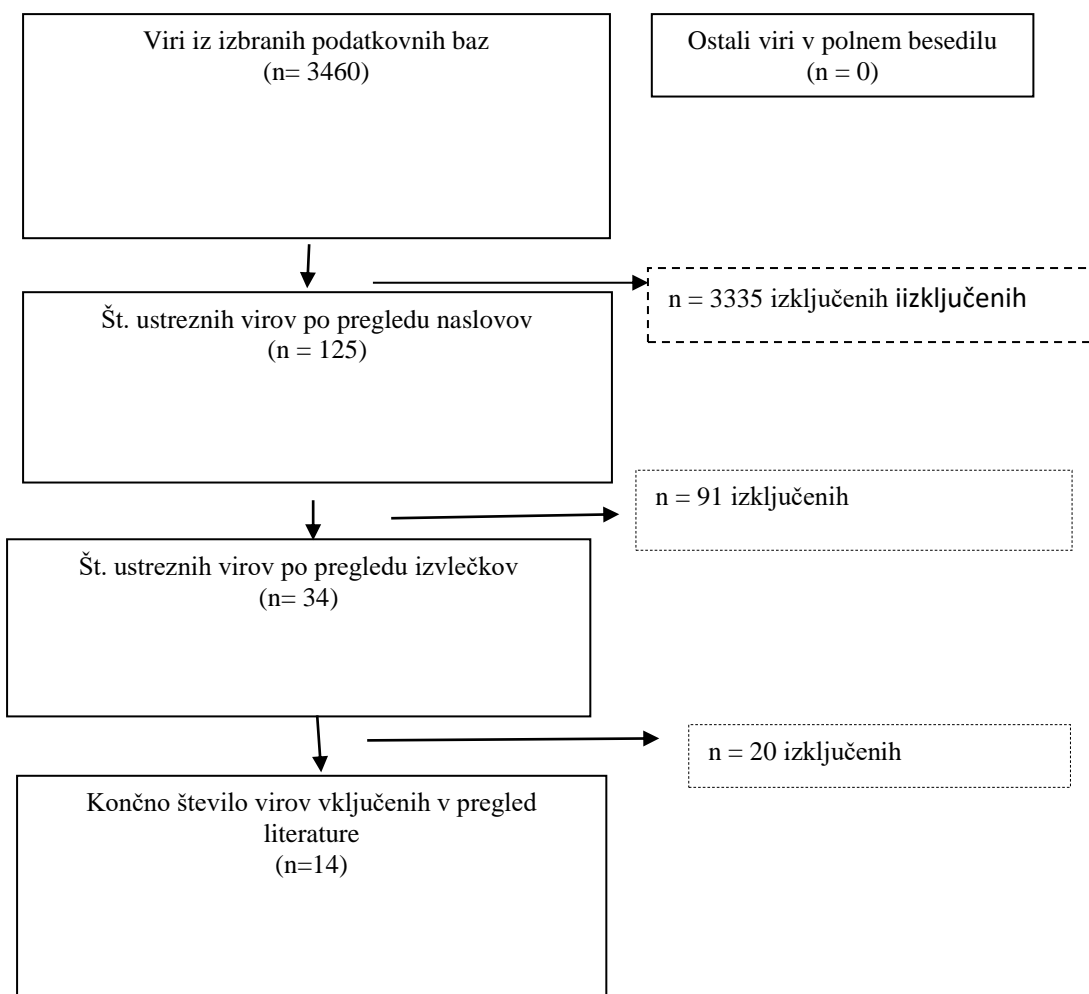 Viri iz izbranih podatkovnih baz
(n= 3460)
Ostali viri v polnem besedilu
(n = 0)
n = 3335 izključenih iizključenih
Št. ustreznih virov po pregledu naslovov
(n = 125)
n = 91 izključenih
Št. ustreznih virov po pregledu izvlečkov
(n= 34)
n = 20 izključenih
Končno število virov vključenih v pregled
literature
(n=14)